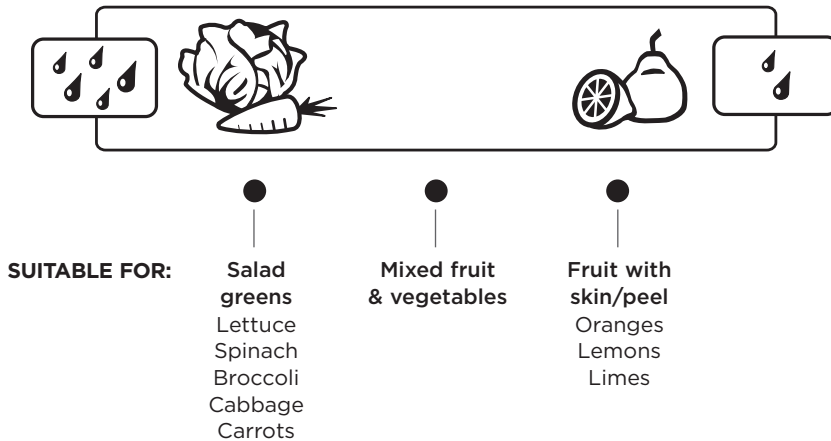 SUITABLE FOR:
Salad
greens
Lettuce
Spinach
Broccoli
Cabbage
Carrots
Mixed fruit
& vegetables
Fruit with
skin/peel
Oranges
Lemons
Limes